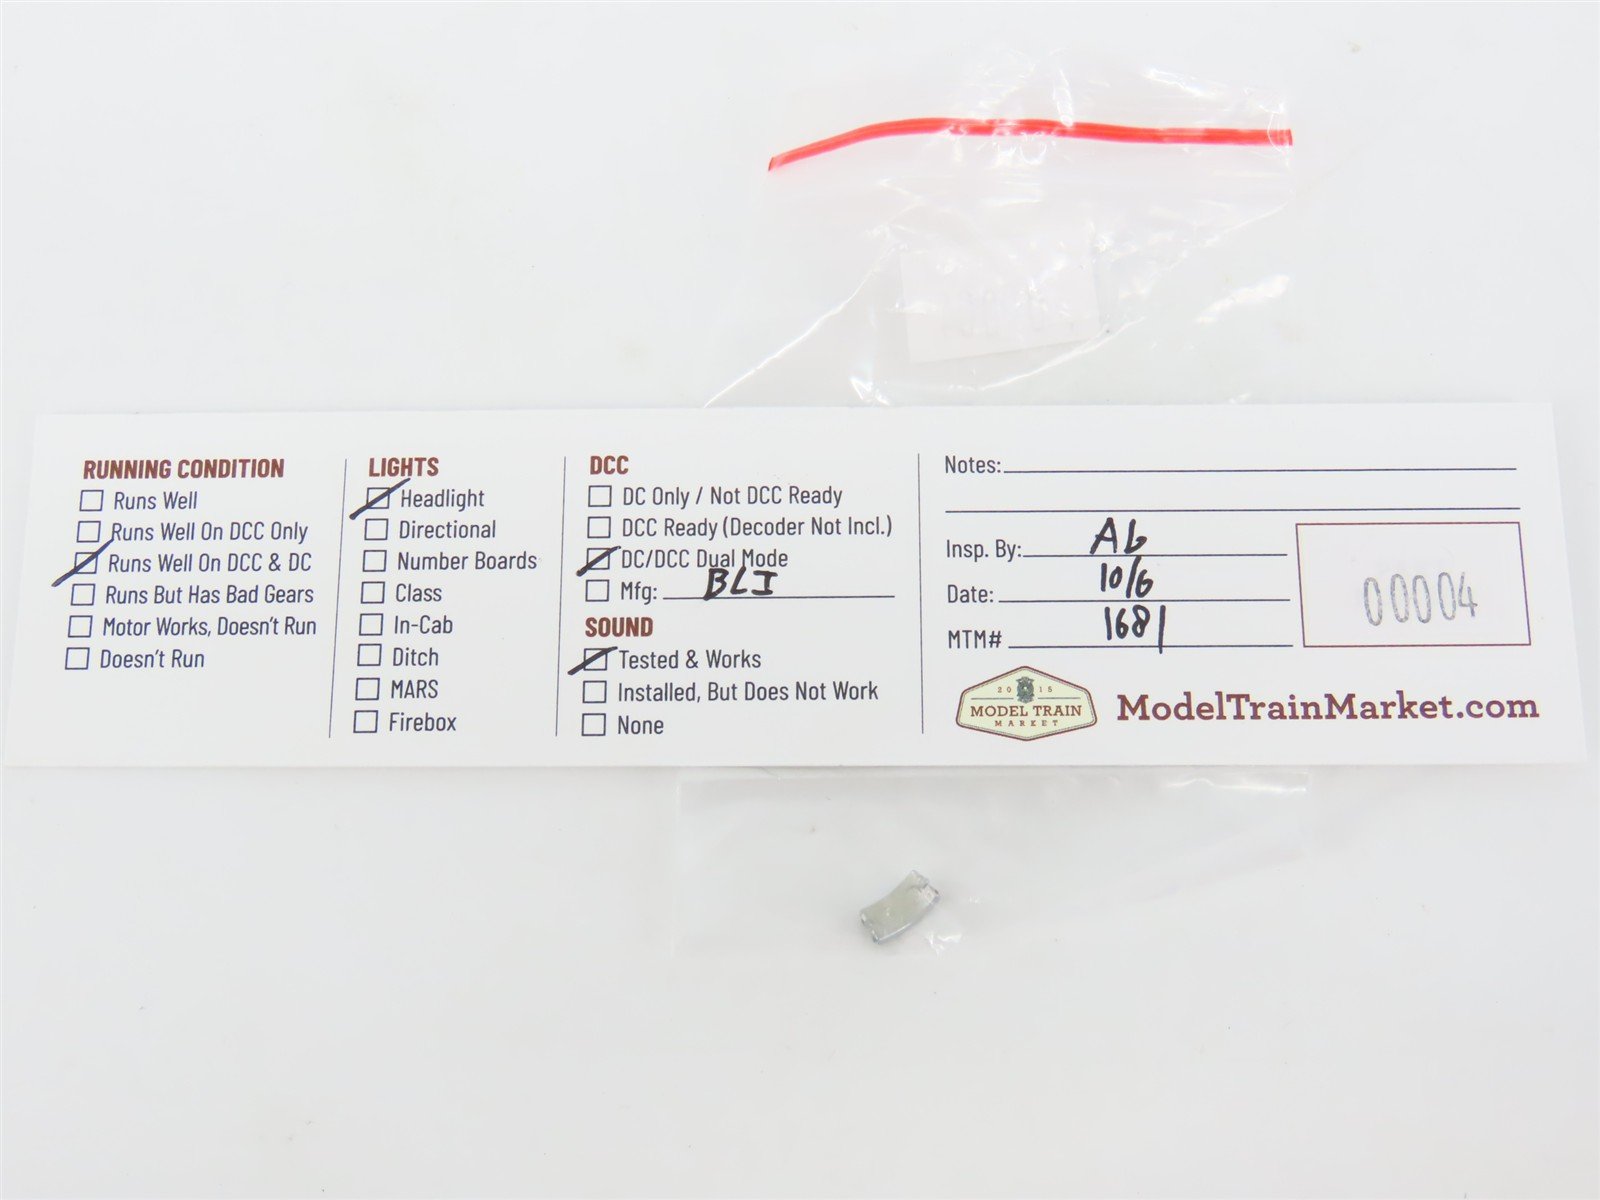 RUNNING CONDITION
Runs Well
Runs Well On DCC Only
Runs Well On DCC & DC
Runs But Has Bad Gears
Motor Works, Doesn't Run
Doesn't Run
LIGHTS
Headlight
Directional
Number Boards
Class
In-Cab
Ditch
MARS
Firebox
DCC
DC Only / Not DCC Ready
DCC Ready (Decoder Not Incl.)
DC/DCC Dual Mode
Mfg: BLI
SOUND
Tested & Works
Installed, But Does Not Work
None
Notes:
Insp. By: AG
Date: 10/6
MTM# 1681
00004
2015
MODEL TRAIN
MARKET
ModelTrainMarket.com